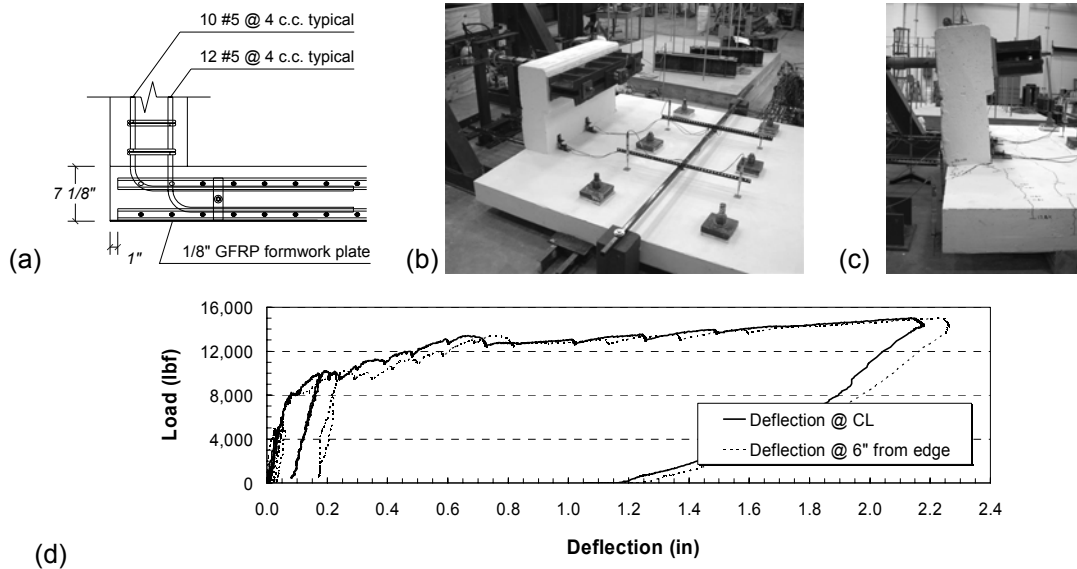 10 #5 @ 4 c.c. typical
12 #5 @ 4 c.c. typical
7 1/8"
1"
1/8" GFRP formwork plate
(a)
(b)
(c)
16,000
12,000
8,000
4,000
0
Load (lbf)
Deflection @ CL
Deflection @ 6" from edge
0.0 0.2 0.4 0.6 0.8 1.0 1.2 1.4 1.6 1.8 2.0 2.2 2.4
Deflection (in)
(d)